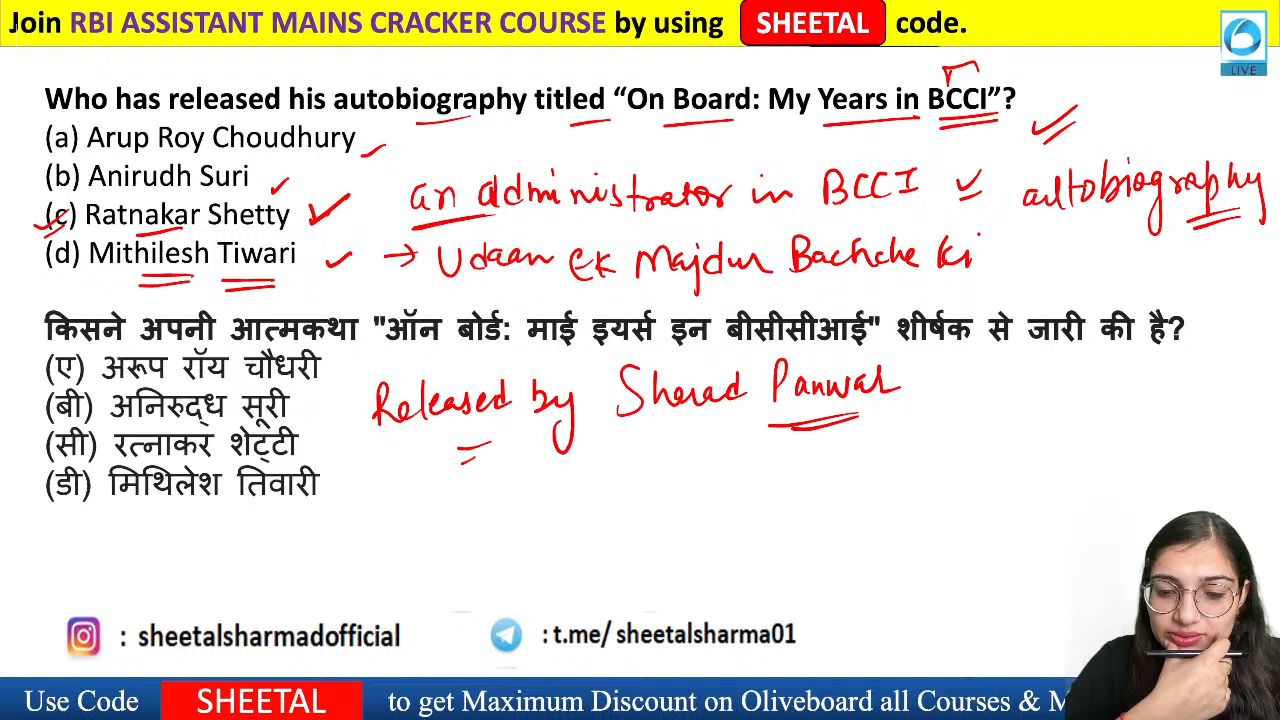 Join RBI ASSISTANT MAINS CRACKER COURSE by using SHEETAL code.
LIVE
Who has released his autobiography titled “On Board: My Years in BCCI”?
(a) Arup Roy Choudhury
(b) Anirudh Suri
(c) Ratnakar Shetty
an administrator in BCCI
autobiography
(d) Mithilesh Tiwari
→ Udaan Ek Majdur Bachche Ki
किसने अपनी आत्मकथा "ऑन बोर्ड: माई इयर्स इन बीसीसीआई" शीर्षक से जारी की है?
(ए) अरूप रॉय चौधरी
(बी) अनिरुद्ध सूरी
Released by Sharad Panwar
(सी) रत्नाकर शेट्टी
(डी) मिथिलेश तिवारी
: sheetalsharmadofficial
: t.me/ sheetalsharma01
Use Code SHEETAL to get Maximum Discount on Oliveboard all Courses & M